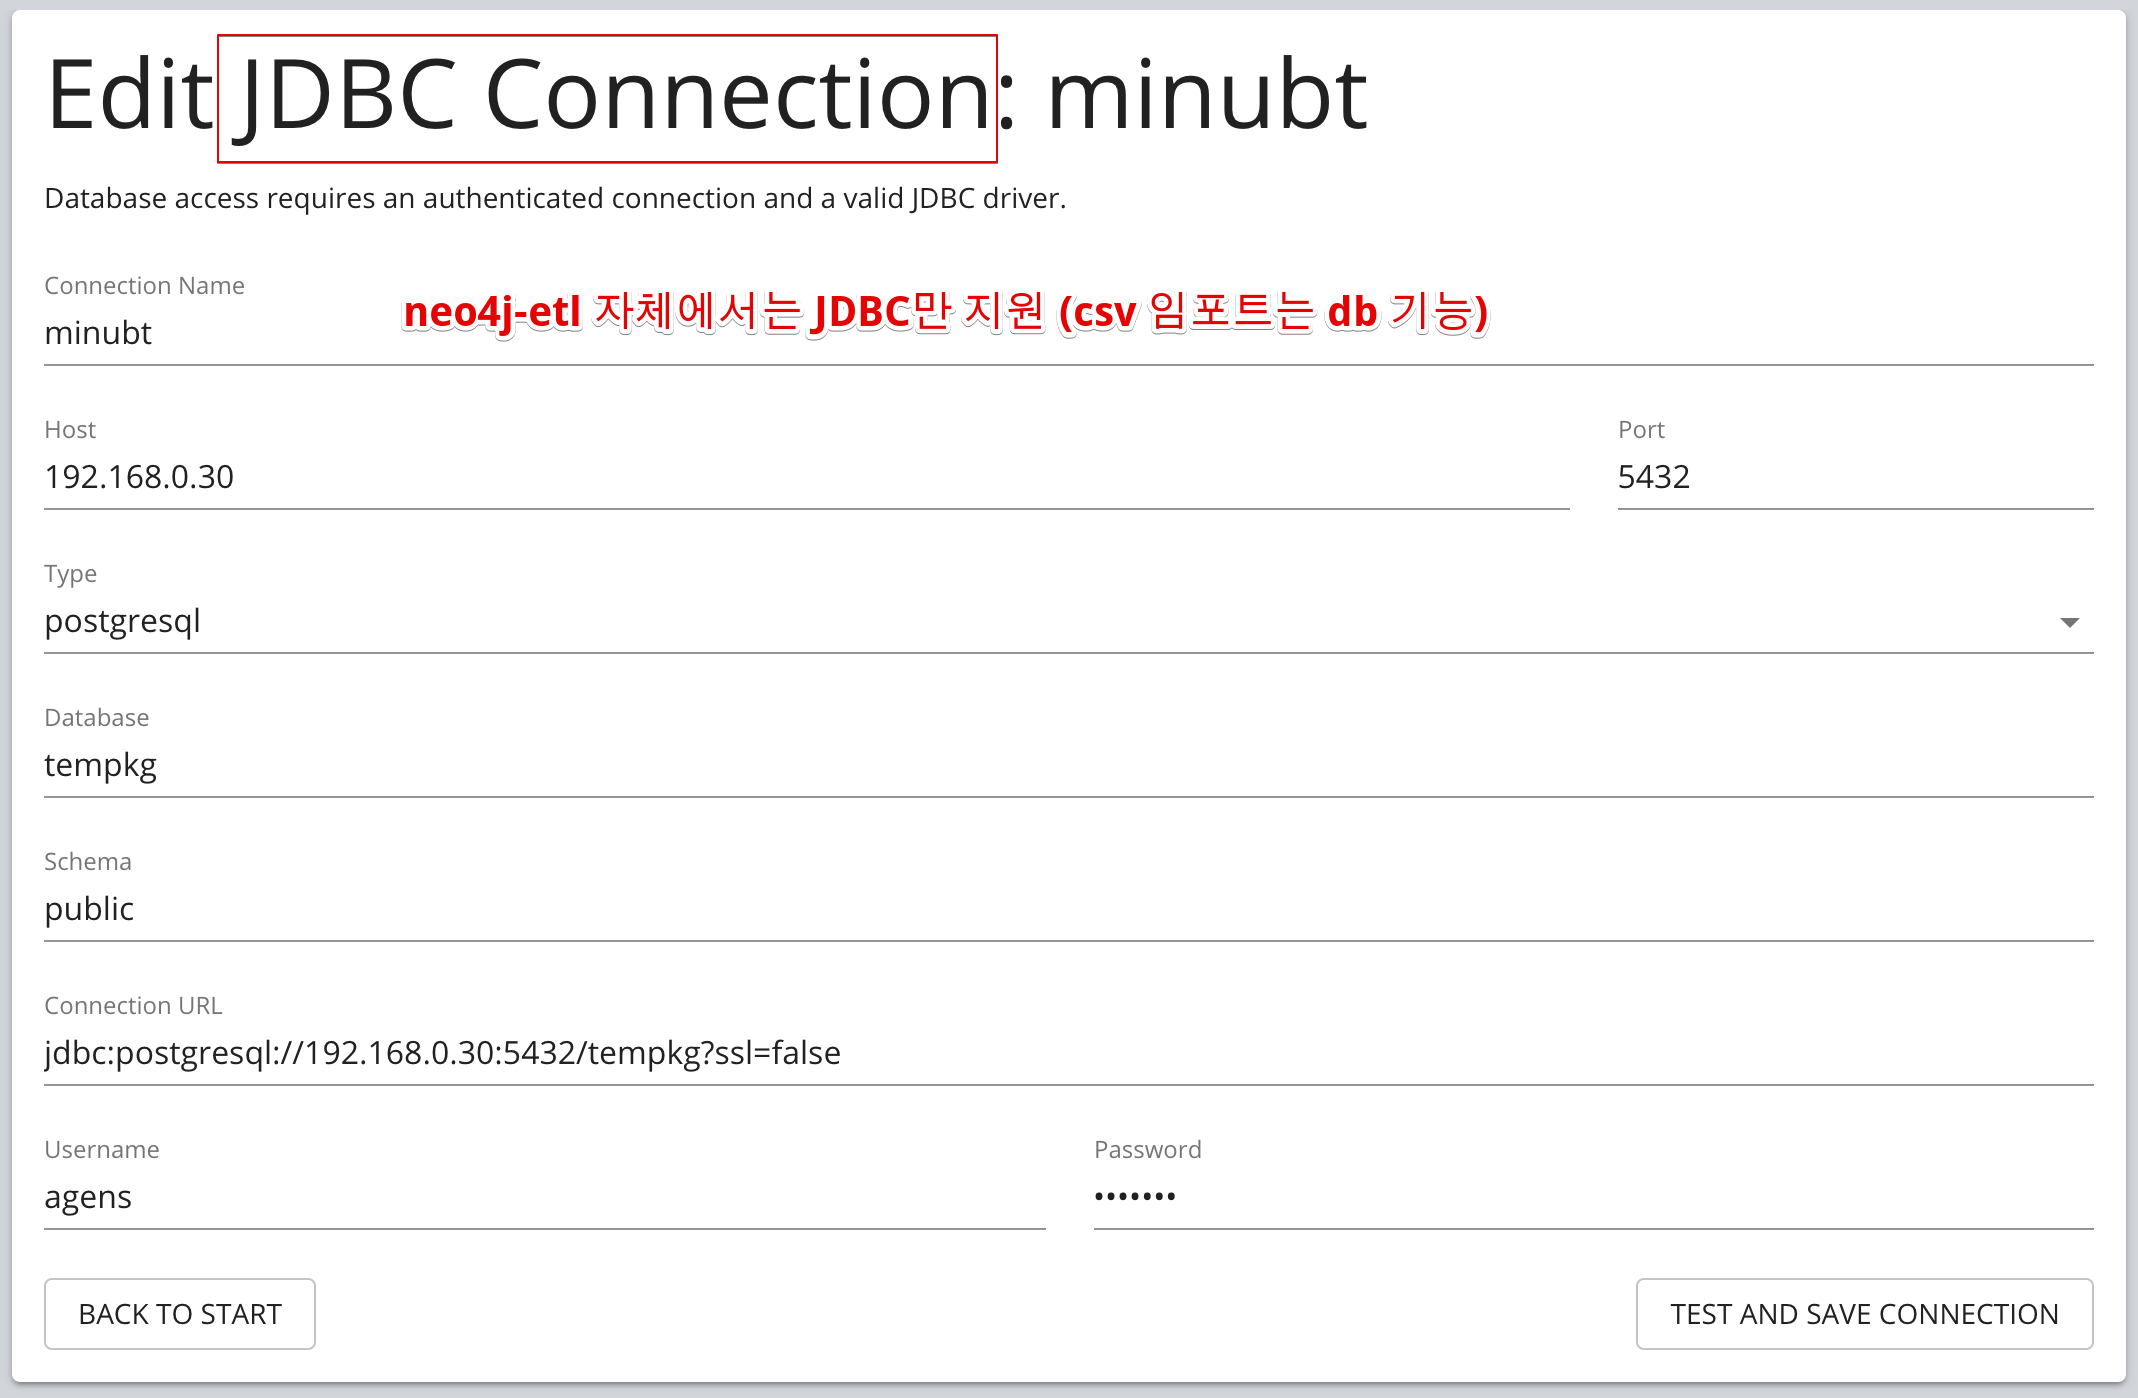 Edit JDBC Connection: minubt
Database access requires an authenticated connection and a valid JDBC driver.
Connection Name
neo4j-etl 자체에서는 JDBC만 지원 (csv 임포트는 db 기능)
minubt
Host
Port
192.168.0.30
5432
Type
postgresql
Database
tempkg
Schema
public
Connection URL
jdbc:postgresql://192.168.0.30:5432/tempkg?ssl=false
Username
Password
agens
•••••••
BACK TO START
TEST AND SAVE CONNECTION